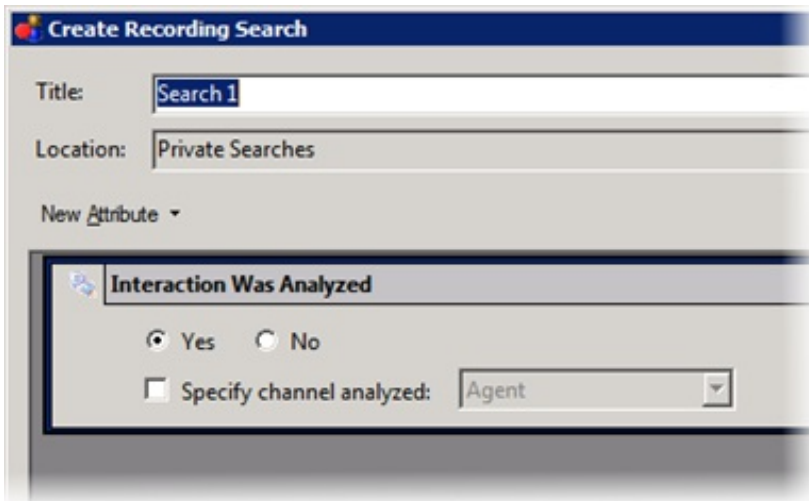 Create Recording Search
Title: Search 1
Location: Private Searches
New Attribute
Interaction Was Analyzed
Yes No
Specify channel analyzed: Agent